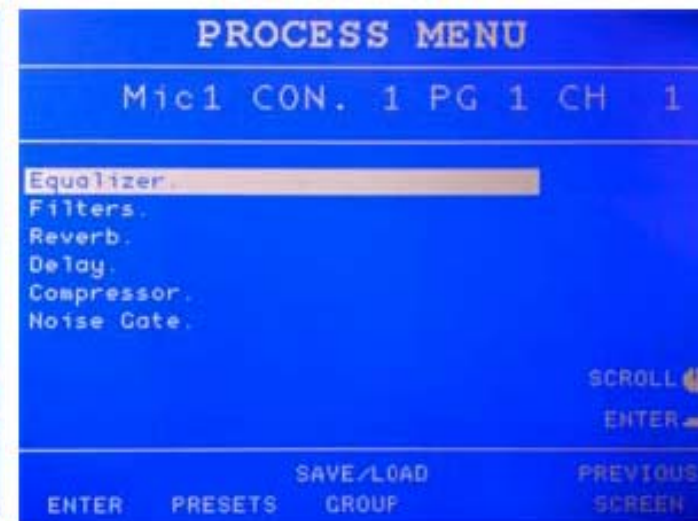 PROCESS MENU
Mic1 CON. 1 PG 1 CH 1
Equalizer.
Filters.
Reverb.
Delay.
Compressor.
Noise Gate.
SCROLL
ENTER
SAVE/LOAD PREVIOUS
ENTER PRESETS GROUP SCREEN